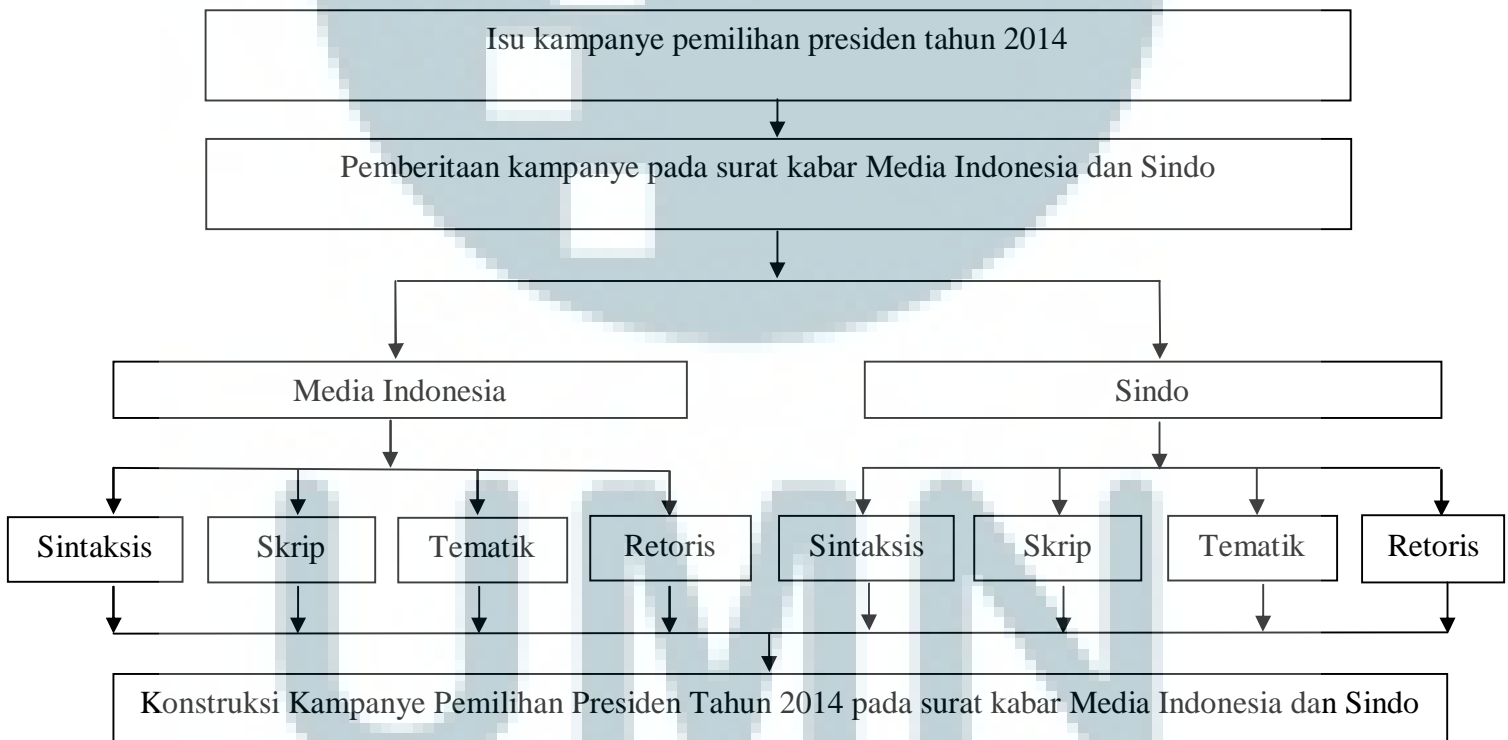 Isu kampanye pemilihan presiden tahun 2014
Pemberitaan kampanye pada surat kabar Media Indonesia dan Sindo
Media Indonesia
Sindo
Sintaksis
Skrip
Tematik
Retoris
Sintaksis
Skrip
Tematik
Retoris
Konstruksi Kampanye Pemilihan Presiden Tahun 2014 pada surat kabar Media Indonesia dan Sindo
UMN